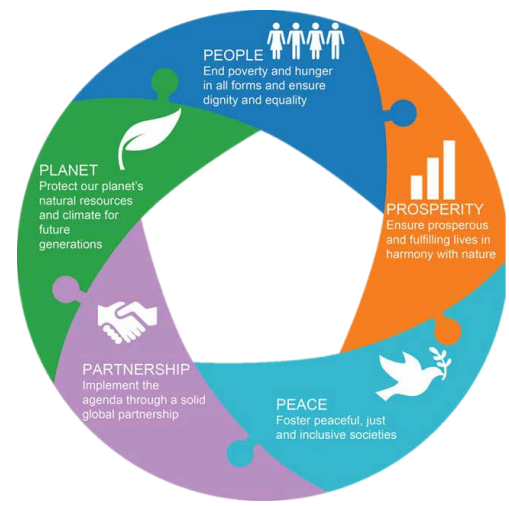 PEOPLE
End poverty and hunger
in all forms and ensure
dignity and equality
PROSPERITY
Ensure prosperous
and fulfilling lives in
harmony with nature
PEACE
Foster peaceful, just
and inclusive societies
PARTNERSHIP
Implement the
agenda through a solid
global partnership
PLANET
Protect our planet's
natural resources
and climate for
future
generations